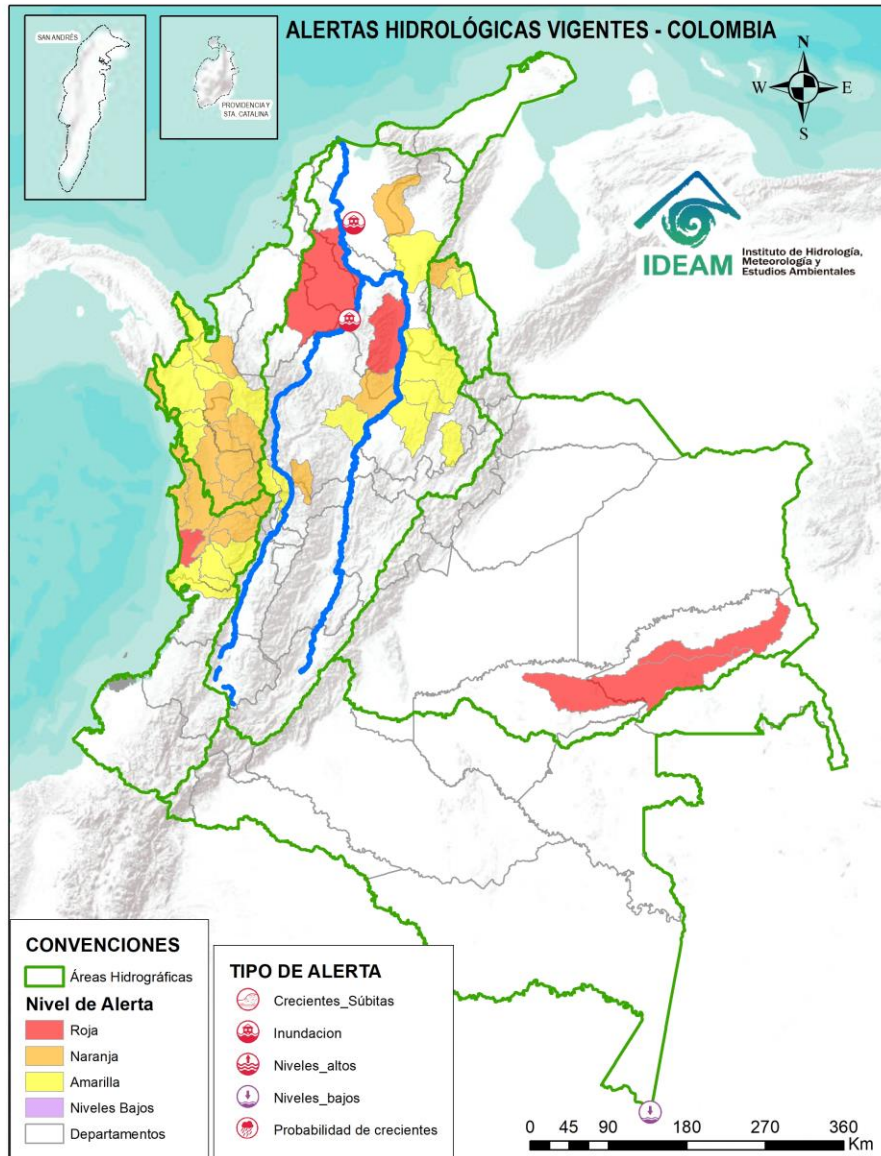 SAN ANDRÉS
PROVIDENCIA Y
STA. CATALINA
ALERTAS HIDROLÓGICAS VIGENTES - COLOMBIA
N
W
E
S
IDEAM
Instituto de Hidrología,
Meteorología y
Estudios Ambientales
CONVENCIONES
Áreas Hidrográficas
Nivel de Alerta
Roja
Naranja
Amarilla
Niveles Bajos
Departamentos
TIPO DE ALERTA
Crecientes_Súbitas
Inundacion
Niveles_altos
Niveles_bajos
Probabilidad de crecientes
0 45 90 180 270 360
Km